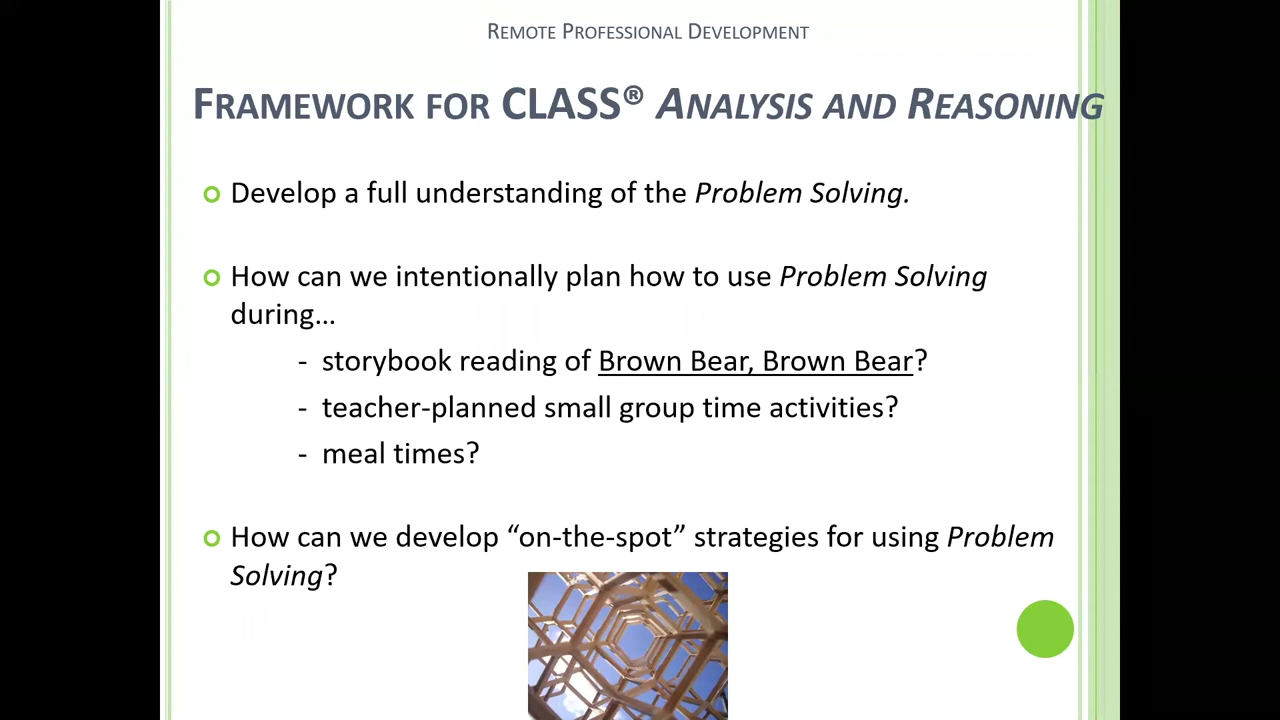 Remote Professional Development
Framework for CLASS® Analysis and Reasoning
Develop a full understanding of the Problem Solving.
How can we intentionally plan how to use Problem Solving
during…
- storybook reading of Brown Bear, Brown Bear?
- teacher-planned small group time activities?
- meal times?
How can we develop “on-the-spot” strategies for using Problem
Solving?